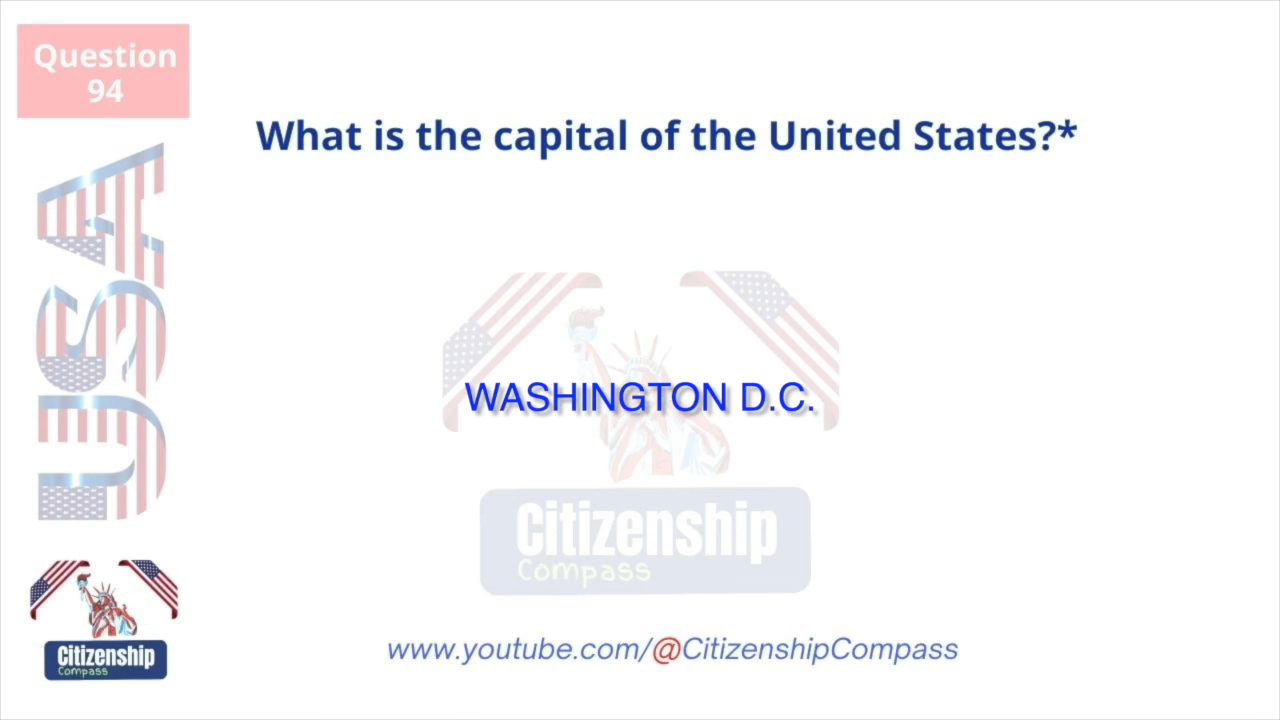 Question
94
What is the capital of the United States?*
USA
WASHINGTON D.C.
Citizenship
Compass
Citizenship
Compass
www.youtube.com/@CitizenshipCompass